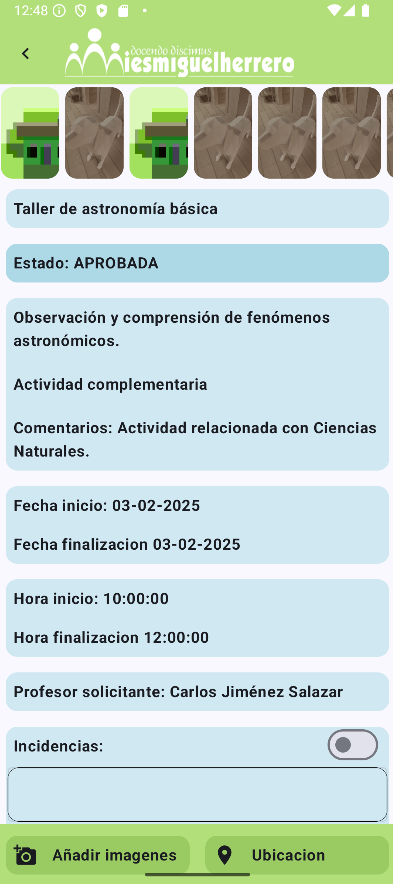 12:48
docendo discimus
iesmiguelherrero
Taller de astronomía básica
Estado: APROBADA
Observación y comprensión de fenómenos
astronómicos.
Actividad complementaria
Comentarios: Actividad relacionada con Ciencias
Naturales.
Fecha inicio: 03-02-2025
Fecha finalizacion 03-02-2025
Hora inicio: 10:00:00
Hora finalizacion 12:00:00
Profesor solicitante: Carlos Jiménez Salazar
Incidencias:
Añadir imagenes
Ubicacion